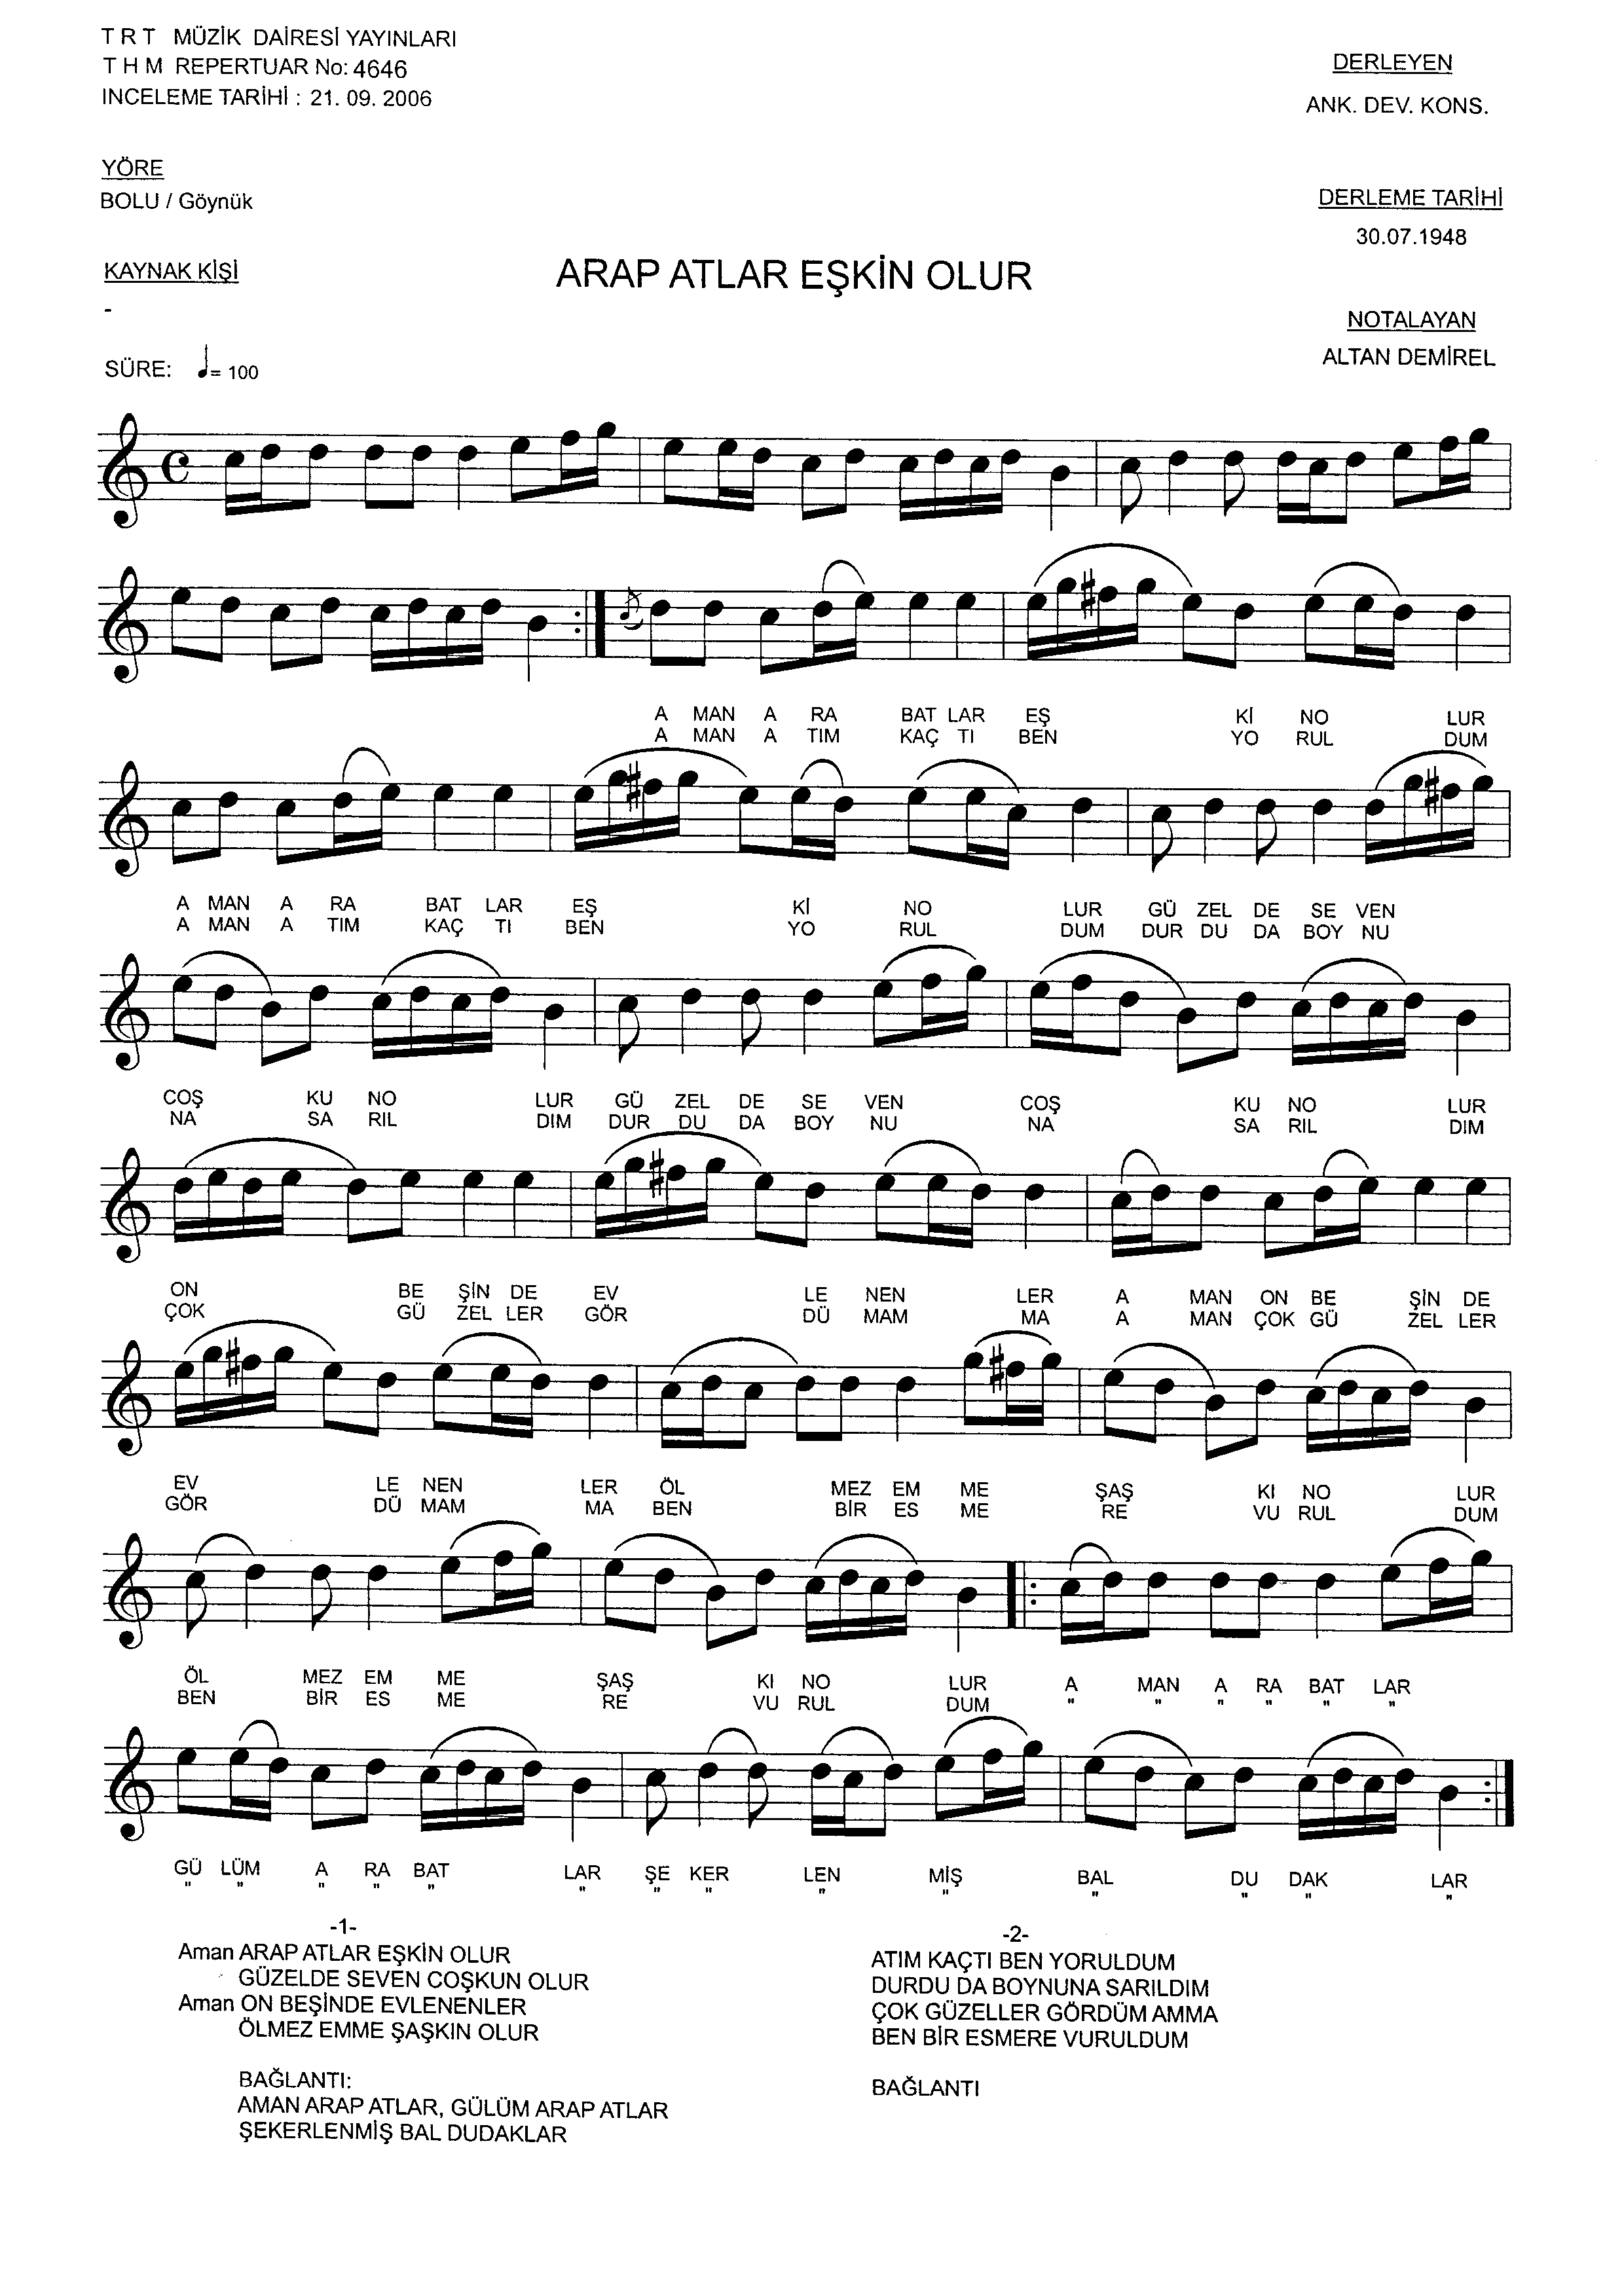 T R T MÜZİK DAİRESİ YAYINLARI
T H M REPERTUAR No: 4646
INCELEME TARİHİ : 21. 09. 2006
DERLEYEN
ANK. DEV. KONS.
YÖRE
BOLU / Göynük
DERLEME TARİHİ
30.07.1948
KAYNAK KİŞİ
-
ARAP ATLAR EŞKİN OLUR
NOTALAYAN
ALTAN DEMİREL
SÜRE: ♩= 100
A MAN A RA BAT LAR EŞ Kİ NO LUR
A MAN A TIM KAÇ TI BEN YO RUL DUM
A MAN A RA BAT LAR EŞ Kİ NO LUR GÜ ZEL DE SE VEN
A MAN A TIM KAÇ TI BEN YO RUL DUM DUR DU DA BOY NU
COŞ KU NO LUR GÜ ZEL DE SE VEN COŞ KU NO LUR
NA SA RIL DIM DUR DU DA BOY NU NA SA RIL DIM
ON BE ŞİN DE EV LE NEN LER A MAN ON BE ŞİN DE
ÇOK GÜ ZEL LER GÖR DÜ MAM MA A MAN ÇOK GÜ ZEL LER
EV LE NEN LER ÖL MEZ EM ME ŞAŞ KI NO LUR
GÖR DÜ MAM MA BEN BİR ES ME RE VU RUL DUM
ÖL MEZ EM ME ŞAŞ KI NO LUR A MAN A RA BAT LAR
BEN BİR ES ME RE VU RUL DUM " " " " " "
GÜ LÜM A RA BAT LAR ŞE KER LEN MİŞ BAL DU DAK LAR
" " " " " " " " " " " " " "
-1-
Aman ARAP ATLAR EŞKİN OLUR
GÜZELDE SEVEN COŞKUN OLUR
Aman ON BEŞİNDE EVLENENLER
ÖLMEZ EMME ŞAŞKIN OLUR
BAĞLANTI:
AMAN ARAP ATLAR, GÜLÜM ARAP ATLAR
ŞEKERLENMİŞ BAL DUDAKLAR
-2-
ATIM KAÇTI BEN YORULDUM
DURDU DA BOYNUNA SARILDIM
ÇOK GÜZELLER GÖRDÜM AMMA
BEN BİR ESMERE VURULDUM
BAĞLANTI